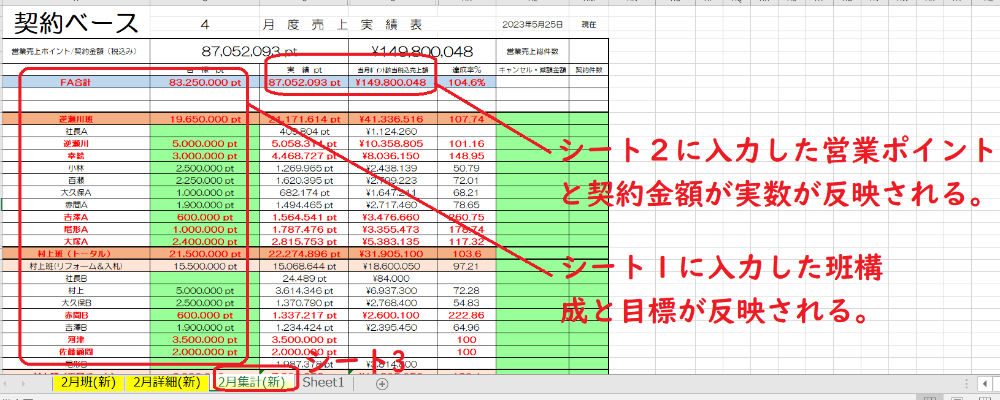 契約ベース 4 月 度 売 上 実 績 表 2023年5月25日 現在
営業売上ポイント/契約金額（税込み） 87,052,093 pt ¥149,800,048 営業売上総件数
目 標 pt 実 績 pt 当月ﾎﾟｲﾝﾄ該当税込売上額 達成率% キャンセル・減額金額 契約件数
FA合計 83,250,000 pt 87,052,093 pt ¥149,800,048 104.6%
逆瀬川班 19,650,000 pt 21,171,614 pt ¥41,336,516 107.74
社長A 409,804 pt ¥1,124,260
逆瀬川 5,000,000 pt 5,058,314 pt ¥10,358,805 101.16
幸絵 3,000,000 pt 4,468,727 pt ¥8,036,150 148.95
小林 2,500,000 pt 1,269,965 pt ¥2,438,139 50.79
百瀬 2,250,000 pt 1,620,395 pt ¥2,799,223 72.01
大久保A 1,000,000 pt 682,174 pt ¥1,647,211 68.21
赤間A 1,900,000 pt 1,494,465 pt ¥2,717,460 78.65
吉澤A 600,000 pt 1,564,541 pt ¥3,476,660 260.75
尾形A 1,000,000 pt 1,787,476 pt ¥3,355,473 178.74
大塚A 2,400,000 pt 2,815,753 pt ¥5,383,135 117.32
村上班（トータル） 21,500,000 pt 22,274,896 pt ¥31,905,100 103.6
村上班(リフォーム＆入札) 15,500,000 pt 15,068,644 pt ¥18,600,050 97.21
社長B 24,489 pt ¥84,000
村上 5,000,000 pt 3,614,346 pt ¥6,937,300 72.28
大久保B 2,500,000 pt 1,370,790 pt ¥2,768,400 54.83
赤間B 600,000 pt 1,337,217 pt ¥2,600,100 222.86
吉澤B 1,900,000 pt 1,234,424 pt ¥2,395,450 64.96
河津 3,500,000 pt 3,500,000 pt 100
佐藤顧問 2,000,000 pt 2,000,000 pt 100
尾形B 1,987,378 pt ¥3,814,800
シート２に入力した営業ポイント
と契約金額が実数が反映される。
シート１に入力した班構
成と目標が反映される。
シート3
2月班(新) 2月詳細(新) 2月集計(新) Sheet1